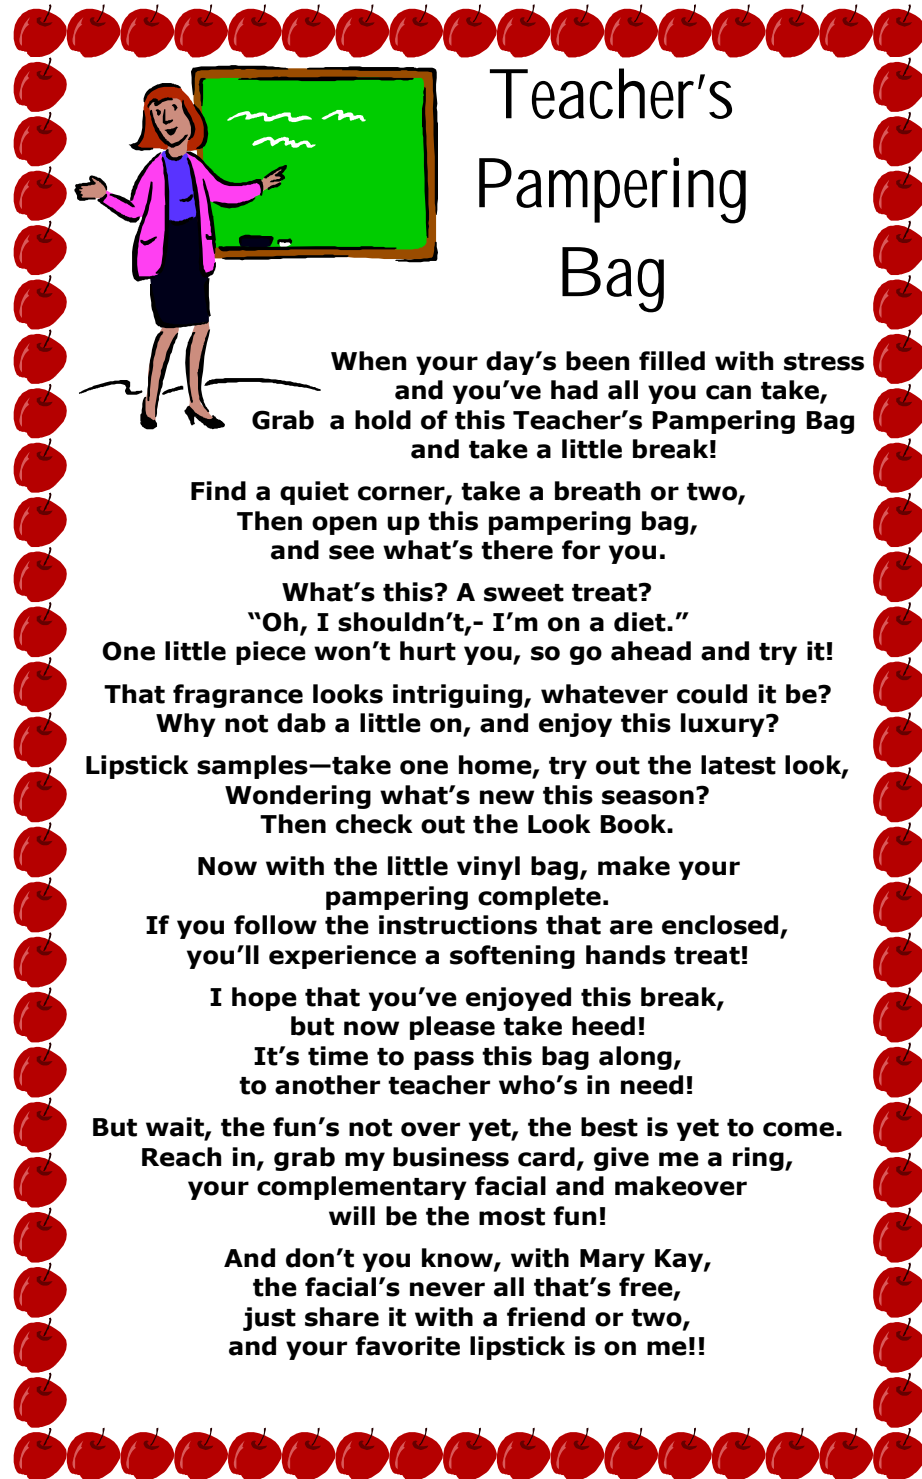 Teacher's
Pampering
Bag
When your day's been filled with stress
and you've had all you can take,
Grab  a hold of this Teacher's Pampering Bag
and take a little break!
Find a quiet corner, take a breath or two,
Then open up this pampering bag,
and see what's there for you.
What's this? A sweet treat?
“Oh, I shouldn't,- I'm on a diet.”
One little piece won't hurt you, so go ahead and try it!
That fragrance looks intriguing, whatever could it be?
Why not dab a little on, and enjoy this luxury?
Lipstick samples—take one home, try out the latest look,
Wondering what's new this season?
Then check out the Look Book.
Now with the little vinyl bag, make your
pampering complete.
If you follow the instructions that are enclosed,
you'll experience a softening hands treat!
I hope that you've enjoyed this break,
but now please take heed!
It's time to pass this bag along,
to another teacher who's in need!
But wait, the fun's not over yet, the best is yet to come.
Reach in, grab my business card, give me a ring,
your complementary facial and makeover
will be the most fun!
And don't you know, with Mary Kay,
the facial's never all that's free,
just share it with a friend or two,
and your favorite lipstick is on me!!